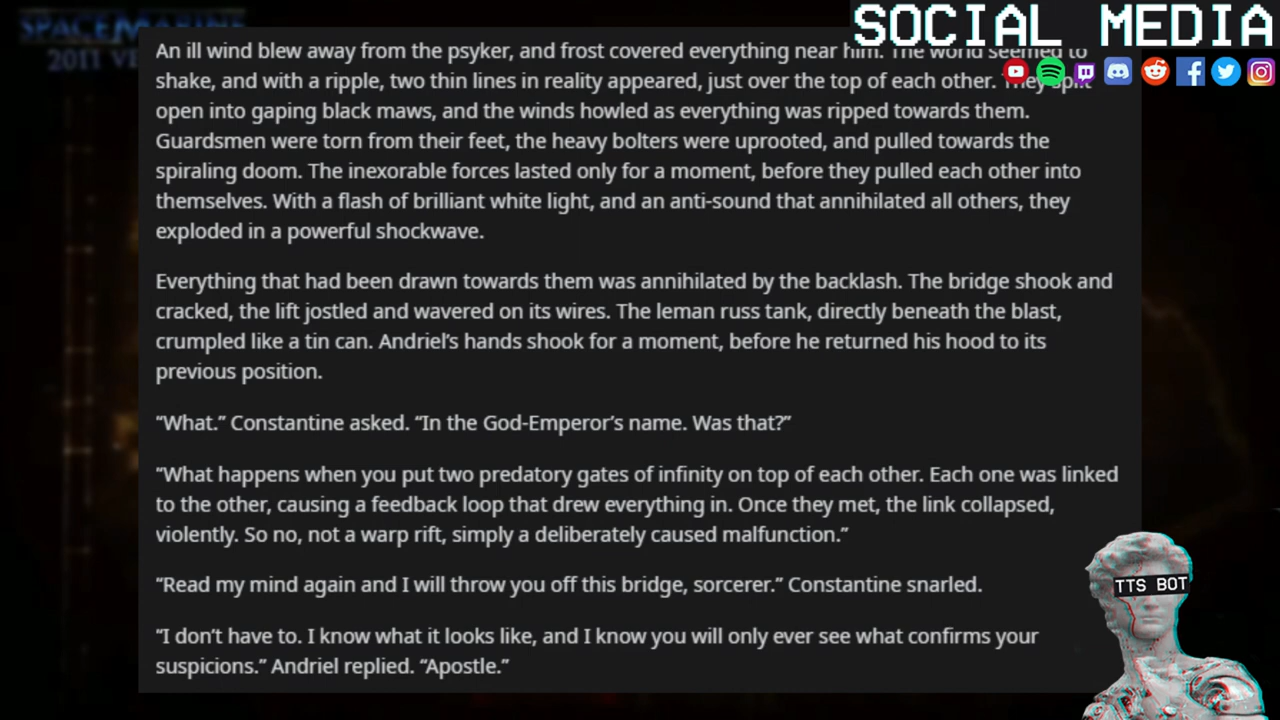 SPACE MARINE
SOCIAL MEDIA
2011 VE
An ill wind blew away from the psyker, and frost covered everything near him. The world seemed to
shake, and with a ripple, two thin lines in reality appeared, just over the top of each other. They split
open into gaping black maws, and the winds howled as everything was ripped towards them.
Guardsmen were torn from their feet, the heavy bolters were uprooted, and pulled towards the
spiraling doom. The inexorable forces lasted only for a moment, before they pulled each other into
themselves. With a flash of brilliant white light, and an anti-sound that annihilated all others, they
exploded in a powerful shockwave.
Everything that had been drawn towards them was annihilated by the backlash. The bridge shook and
cracked, the lift jostled and wavered on its wires. The leman russ tank, directly beneath the blast,
crumpled like a tin can. Andriel’s hands shook for a moment, before he returned his hood to its
previous position.
“What.” Constantine asked. “In the God-Emperor’s name. Was that?”
“What happens when you put two predatory gates of infinity on top of each other. Each one was linked
to the other, causing a feedback loop that drew everything in. Once they met, the link collapsed,
violently. So no, not a warp rift, simply a deliberately caused malfunction.”
“Read my mind again and I will throw you off this bridge, sorcerer.” Constantine snarled.
“I don’t have to. I know what it looks like, and I know you will only ever see what confirms your
suspicions.” Andriel replied. “Apostle.”
TTS BOT